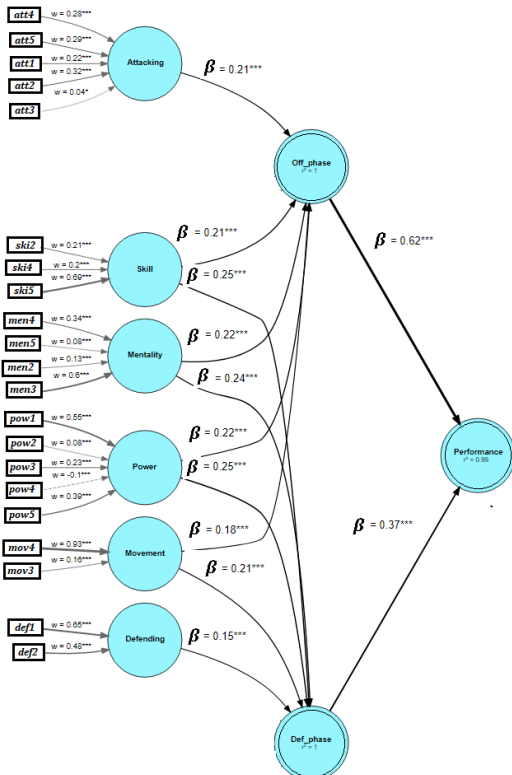 att4
w = 0.28***
att5
w = 0.29***
att1
w = 0.22***
att2
w = 0.32***
att3
w = 0.04*
Attacking
β = 0.21***
Off_phase
r² = 1
ski2
w = 0.21***
ski4
w = 0.2***
ski5
w = 0.69***
Skill
β = 0.21***
β = 0.25***
β = 0.62***
men4
w = 0.34***
men5
w = 0.08***
men2
w = 0.13***
men3
w = 0.6***
Mentality
β = 0.22***
β = 0.24***
pow1
w = 0.55***
pow2
w = 0.08***
pow3
w = 0.23***
pow4
w = -0.1***
pow5
w = 0.39***
Power
β = 0.22***
β = 0.25***
Performance
r² = 0.99
mov4
w = 0.93***
mov3
w = 0.16***
Movement
β = 0.18***
β = 0.21***
β = 0.37***
def1
w = 0.65***
def2
w = 0.48***
Defending
β = 0.15***
Def_phase
r² = 1